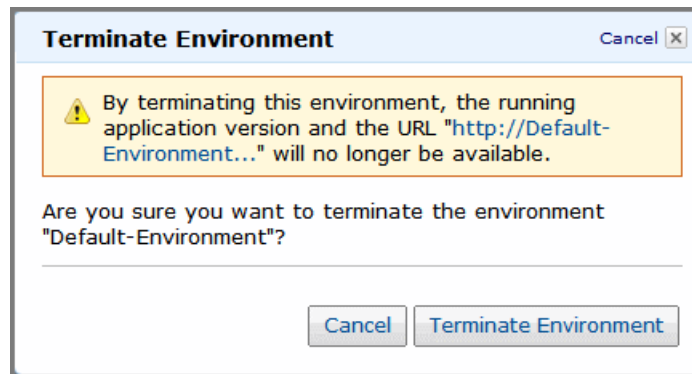 Terminate Environment
Cancel
By terminating this environment, the running
application version and the URL "http://Default-
Environment..." will no longer be available.
Are you sure you want to terminate the environment
"Default-Environment"?
Cancel
Terminate Environment